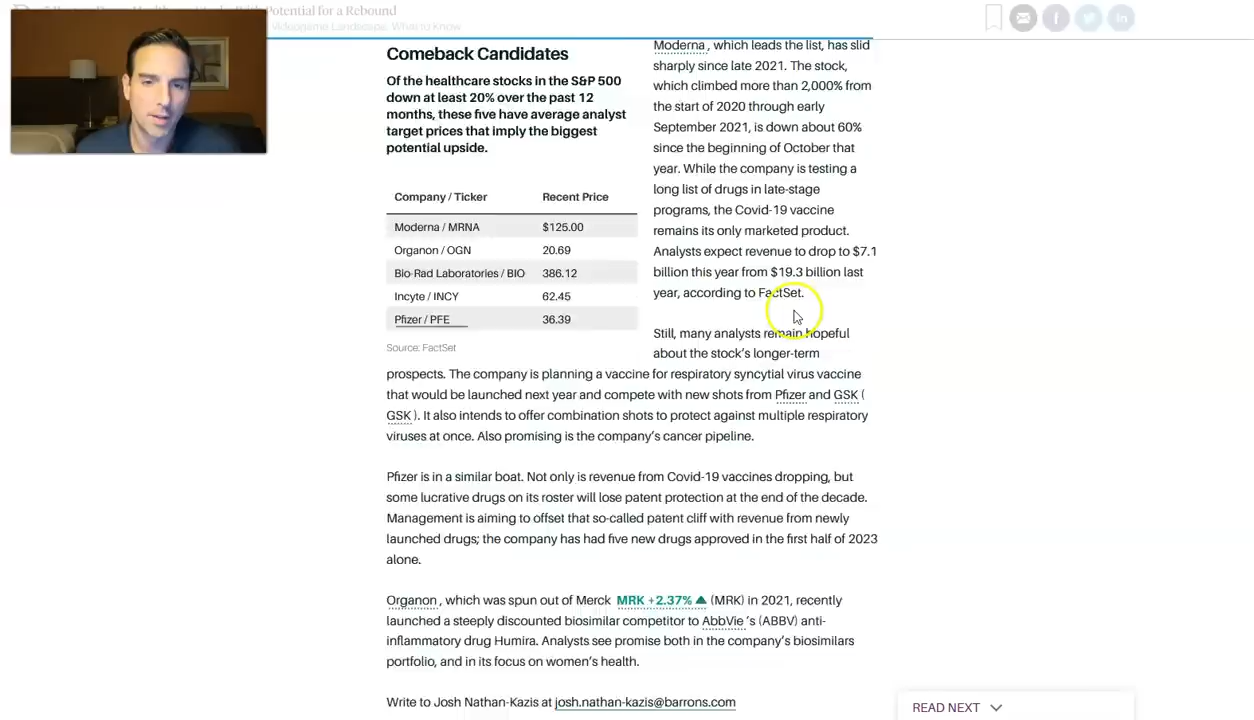 Potential for a Rebound
Videogame Landscape. What to Know
Comeback Candidates
Of the healthcare stocks in the S&P 500
down at least 20% over the past 12
months, these five have average analyst
target prices that imply the biggest
potential upside.
Company / Ticker Recent Price
Moderna / MRNA $125.00
Organon / OGN 20.69
Bio-Rad Laboratories / BIO 386.12
Incyte / INCY 62.45
Pfizer / PFE 36.39
Source: FactSet
Moderna, which leads the list, has slid
sharply since late 2021. The stock,
which climbed more than 2,000% from
the start of 2020 through early
September 2021, is down about 60%
since the beginning of October that
year. While the company is testing a
long list of drugs in late-stage
programs, the Covid-19 vaccine
remains its only marketed product.
Analysts expect revenue to drop to $7.1
billion this year from $19.3 billion last
year, according to FactSet.
Still, many analysts remain hopeful
about the stock's longer-term
prospects. The company is planning a vaccine for respiratory syncytial virus vaccine
that would be launched next year and compete with new shots from Pfizer and GSK (
GSK). It also intends to offer combination shots to protect against multiple respiratory
viruses at once. Also promising is the company's cancer pipeline.
Pfizer is in a similar boat. Not only is revenue from Covid-19 vaccines dropping, but
some lucrative drugs on its roster will lose patent protection at the end of the decade.
Management is aiming to offset that so-called patent cliff with revenue from newly
launched drugs; the company has had five new drugs approved in the first half of 2023
alone.
Organon, which was spun out of Merck MRK +2.37% ▲ (MRK) in 2021, recently
launched a steeply discounted biosimilar competitor to AbbVie's (ABBV) anti-
inflammatory drug Humira. Analysts see promise both in the company's biosimilars
portfolio, and in its focus on women's health.
Write to Josh Nathan-Kazis at josh.nathan-kazis@barrons.com
READ NEXT